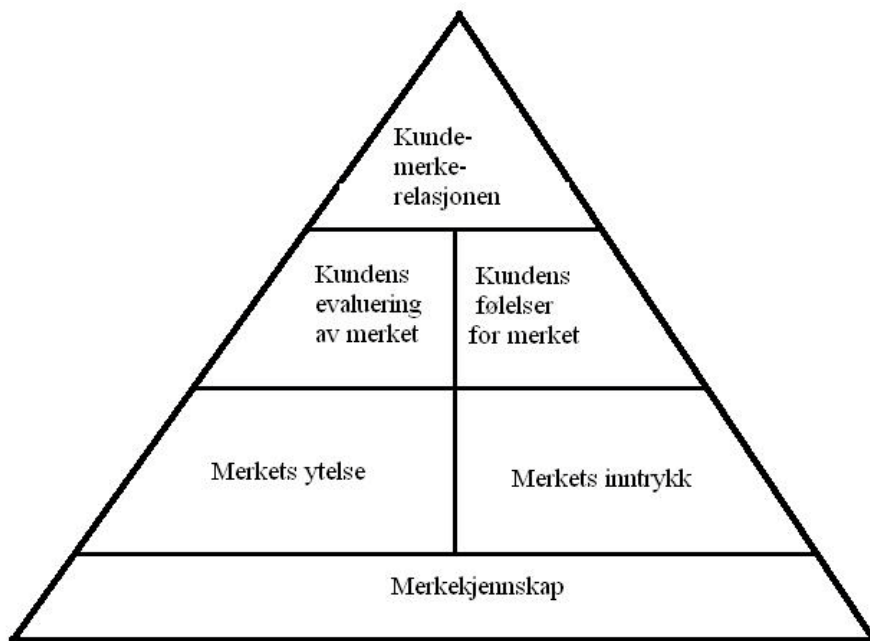 Kunde-
merke-
relasjonen
Kundens
evaluering
av merket
Kundens
følelser
for merket
Merkets ytelse
Merkets inntrykk
Merkekjennskap